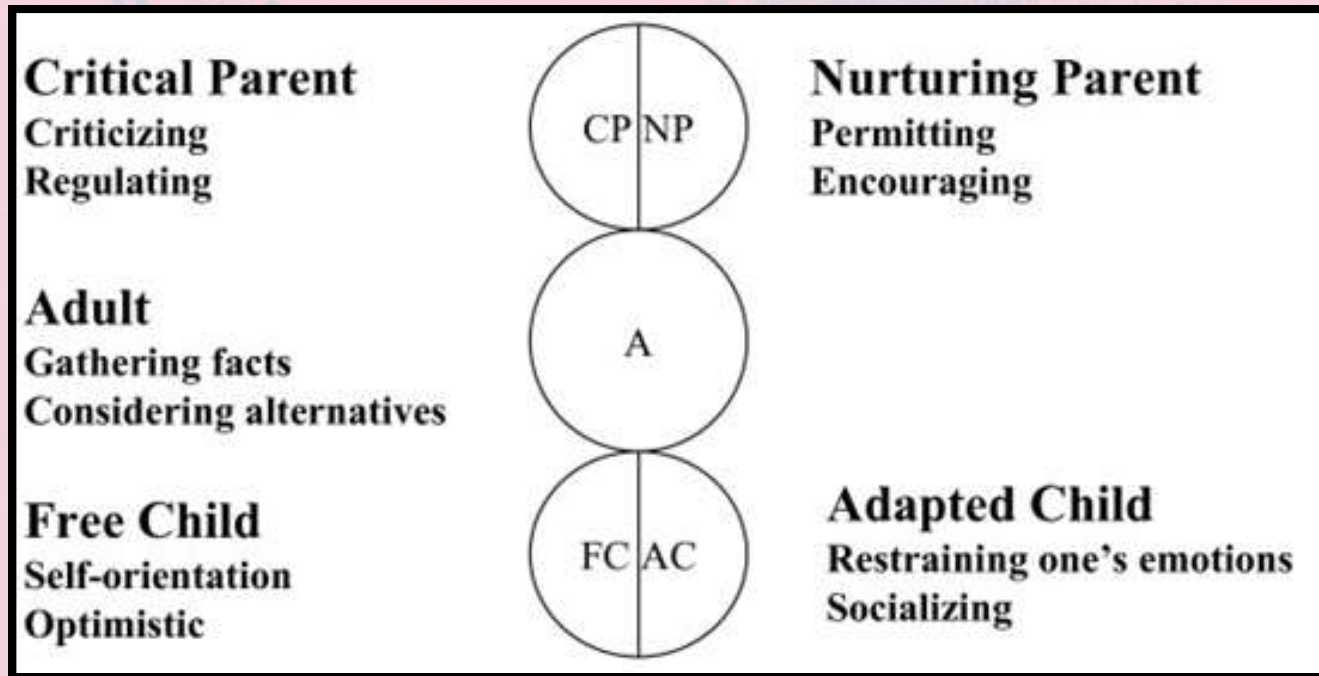 Critical Parent
Criticizing
Regulating
CP NP
Nurturing Parent
Permitting
Encouraging
Adult
Gathering facts
Considering alternatives
A
Free Child
Self-orientation
Optimistic
FC AC
Adapted Child
Restraining one's emotions
Socializing